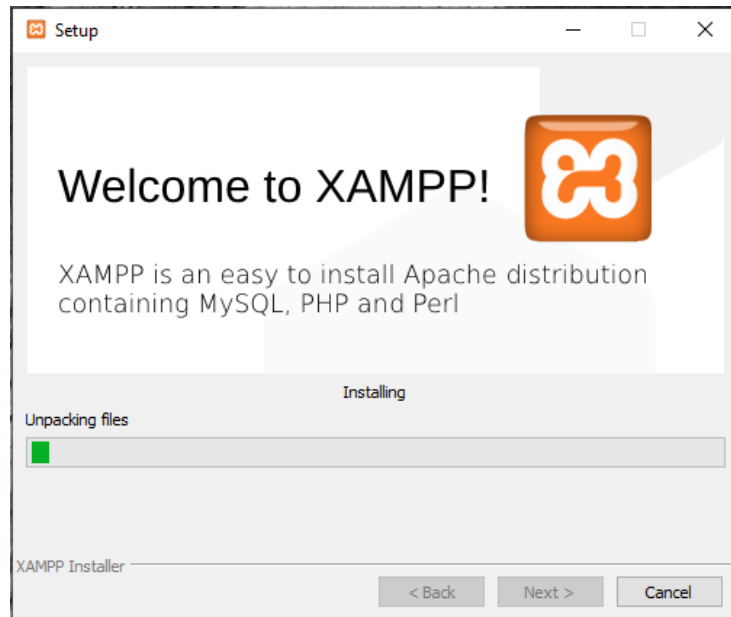 Setup
Welcome to XAMPP!
XAMPP is an easy to install Apache distribution
containing MySQL, PHP and Perl
Installing
Unpacking files
XAMPP Installer
< Back
Next >
Cancel